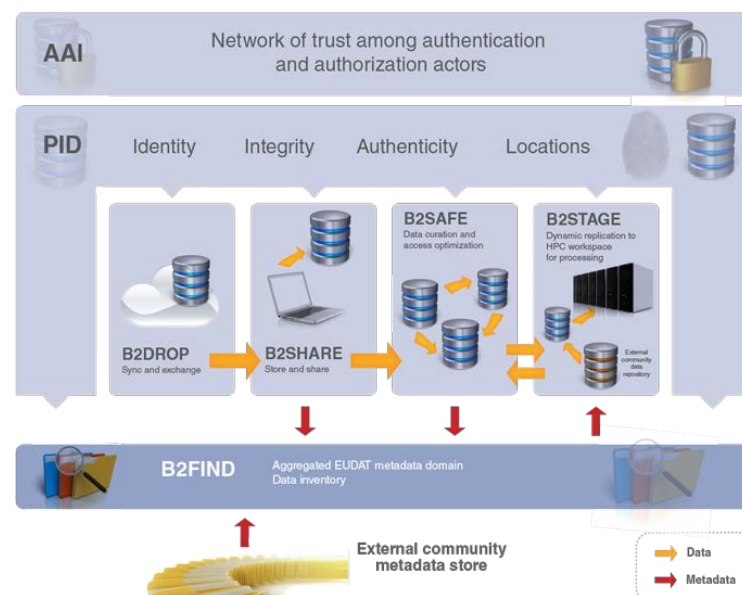 AAI
Network of trust among authentication
and authorization actors
PID
Identity
Integrity
Authenticity
Locations
B2DROP
Sync and exchange
B2SHARE
Store and share
B2SAFE
Data curation and
access optimization
B2STAGE
Dynamic replication to
HPC workspace
for processing
External
community
data
repository
B2FIND
Aggregated EUDAT metadata domain
Data inventory
External community
metadata store
Data
Metadata